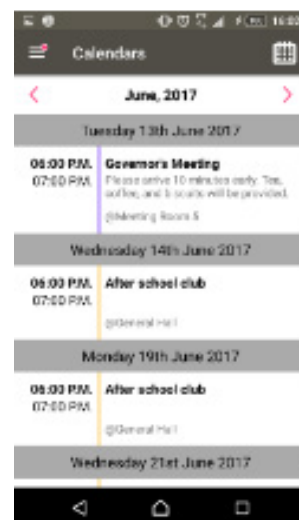 16:02
Calendars
June, 2017
Tuesday 13th June 2017
06:00 P.M. Governor's Meeting
07:00 P.M. Please arrive 10 minutes early. Tea,
coffee, and biscuits will be provided.
@Meeting Room 5
Wednesday 14th June 2017
06:00 P.M. After school club
07:00 P.M.
@General Hall
Monday 19th June 2017
06:00 P.M. After school club
07:00 P.M.
@General Hall
Wednesday 21st June 2017